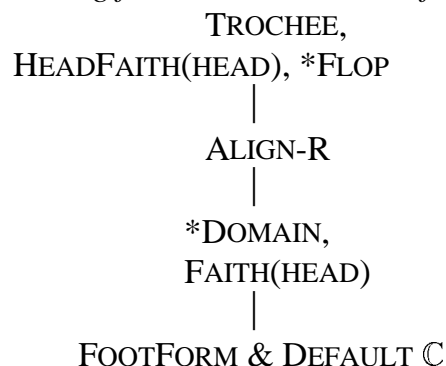 TROCHEE,
HEADFAITH(HEAD), *FLOP
ALIGN-R
*DOMAIN,
FAITH(HEAD)
FOOTFORM & DEFAULT ℂ